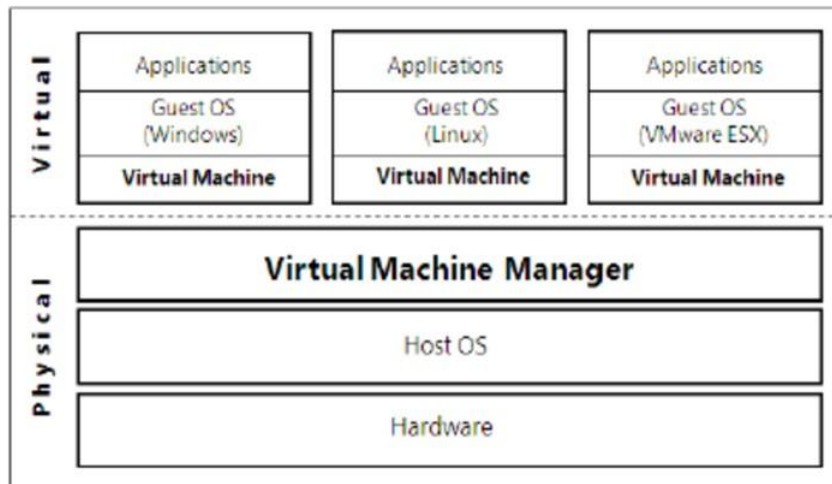 Virtual
Applications
Guest OS
(Windows)
Virtual Machine
Applications
Guest OS
(Linux)
Virtual Machine
Applications
Guest OS
(VMware ESX)
Virtual Machine
Physical
Virtual Machine Manager
Host OS
Hardware